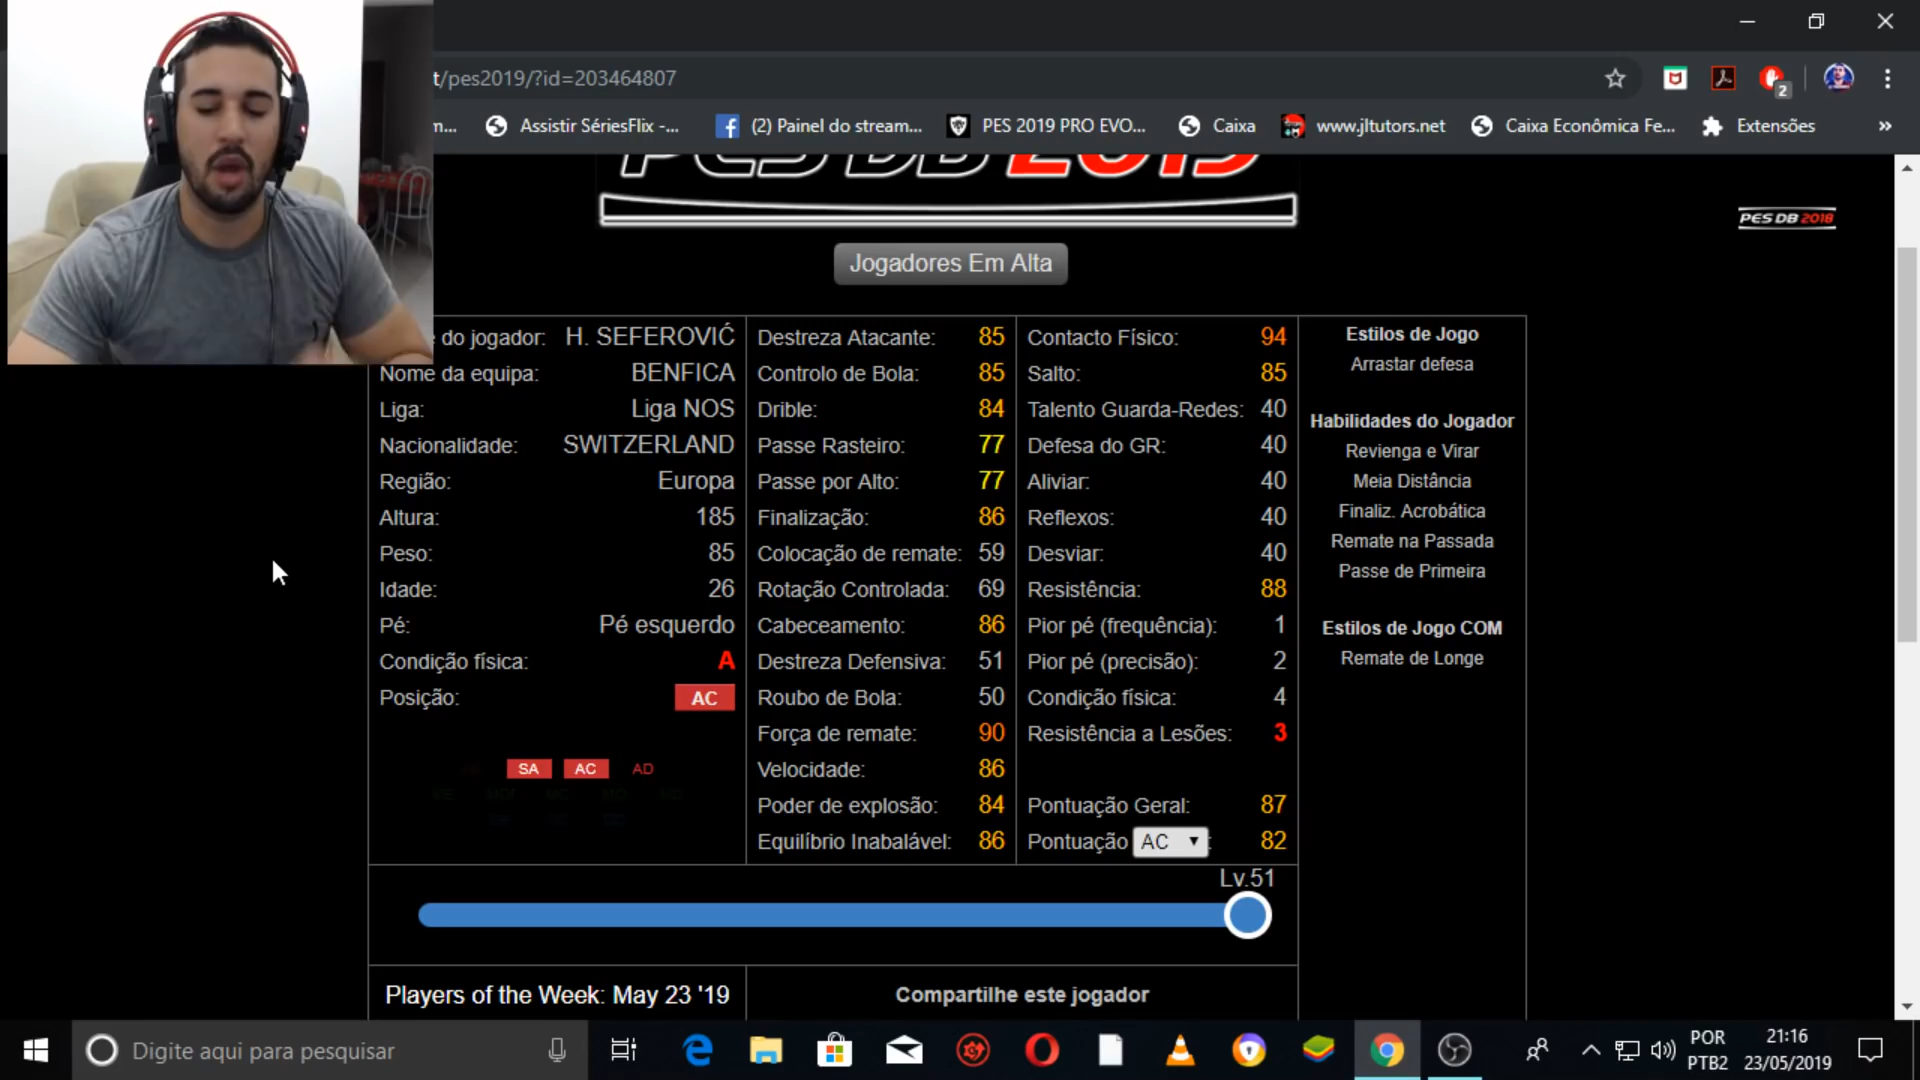 t/pes2019/?id=203464807
2
m...
Assistir SériesFlix -...
(2) Painel do stream...
PES 2019 PRO EVO...
Caixa
www.jltutors.net
Caixa Econômica Fe...
Extensões
»
PES DB 2019
PES DB 2018
Jogadores Em Alta
do jogador: H. SEFEROVIĆ
Nome da equipa: BENFICA
Liga: Liga NOS
Nacionalidade: SWITZERLAND
Região: Europa
Altura: 185
Peso: 85
Idade: 26
Pé: Pé esquerdo
Condição física: A
Posição: AC
SA AC AD
Destreza Atacante: 85
Controlo de Bola: 85
Drible: 84
Passe Rasteiro: 77
Passe por Alto: 77
Finalização: 86
Colocação de remate: 59
Rotação Controlada: 69
Cabeceamento: 86
Destreza Defensiva: 51
Roubo de Bola: 50
Força de remate: 90
Velocidade: 86
Poder de explosão: 84
Equilíbrio Inabalável: 86
Contacto Físico: 94
Salto: 85
Talento Guarda-Redes: 40
Defesa do GR: 40
Aliviar: 40
Reflexos: 40
Desviar: 40
Resistência: 88
Pior pé (frequência): 1
Pior pé (precisão): 2
Condição física: 4
Resistência a Lesões: 3
Pontuação Geral: 87
Pontuação AC : 82
Estilos de Jogo
Arrastar defesa
Habilidades do Jogador
Revienga e Virar
Meia Distância
Finaliz. Acrobática
Remate na Passada
Passe de Primeira
Estilos de Jogo COM
Remate de Longe
Lv.51
Players of the Week: May 23 '19
Compartilhe este jogador
Digite aqui para pesquisar
POR
PTB2
21:16
23/05/2019